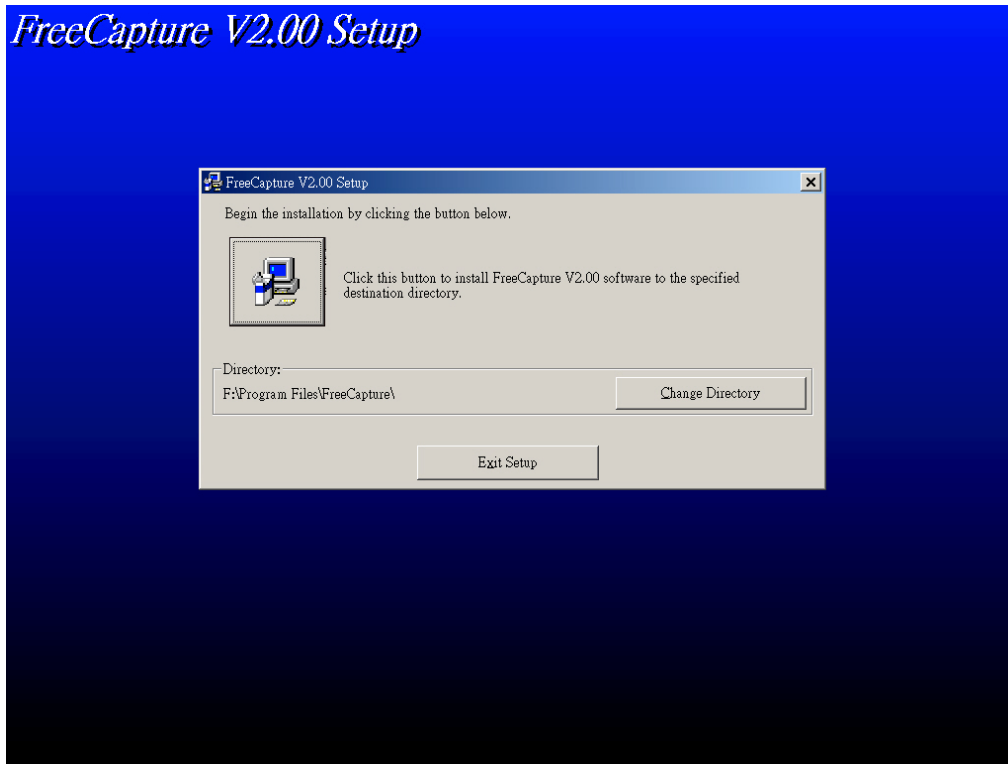 FreeCapture V2.00 Setup
FreeCapture V2.00 Setup
Begin the installation by clicking the button below.
Click this button to install FreeCapture V2.00 software to the specified
destination directory.
Directory:
F:\Program Files\FreeCapture\
Change Directory
Exit Setup